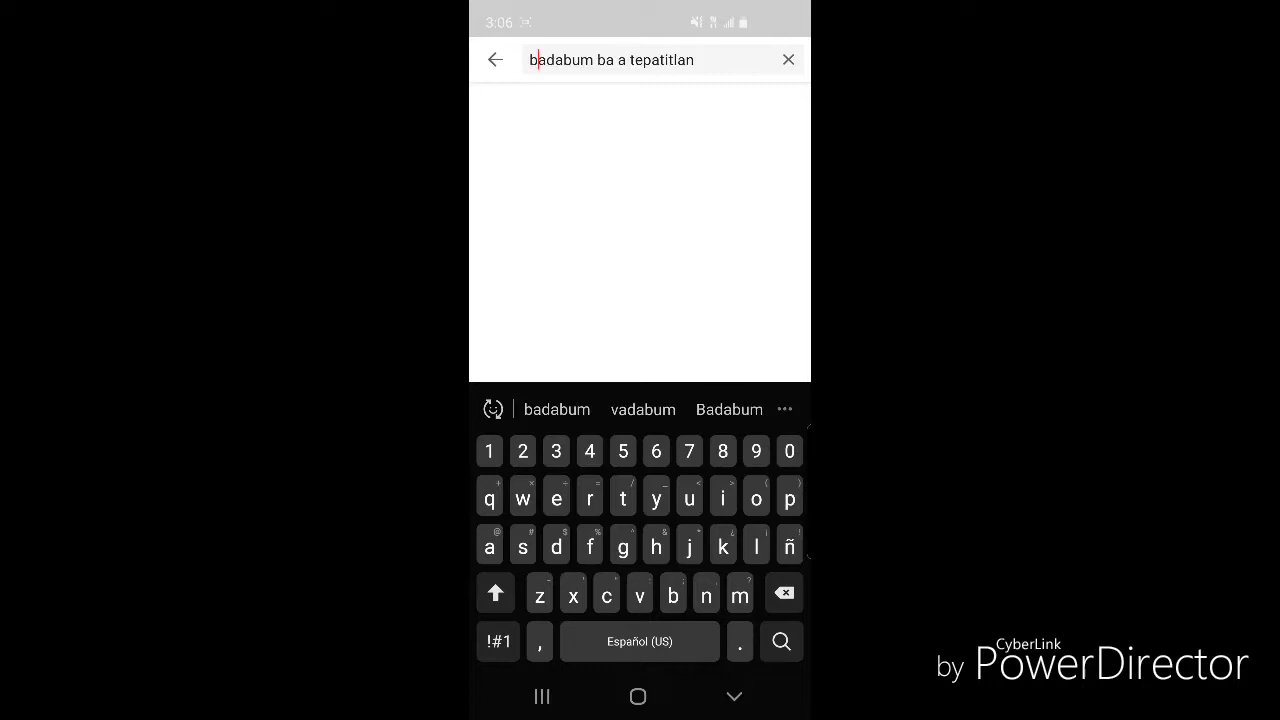 3:06
badabum ba a tepatitlan
badabum vadabum Badabum
1 2 3 4 5 6 7 8 9 0
q w e r t y u i o p
a s d f g h j k l ñ
z x c v b n m
!#1 , Español (US) .
CyberLink
by PowerDirector